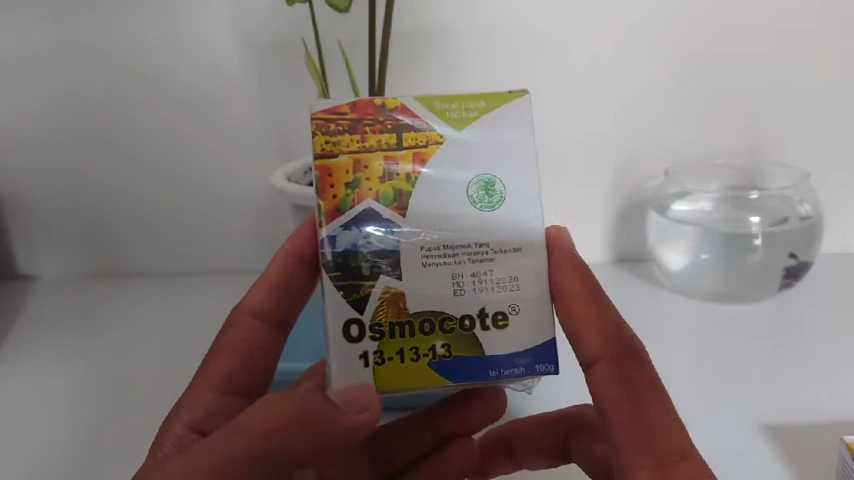 Sekali pupuk
180 hari
Pupuk Majemuk Yang
Penyediaan Haranya Terkendali
Menyuburkan Tanaman
BN: 4847
MD: 19112020
ED: 19112023
Osmocote®
13-13-13
Isi bersih : 100g